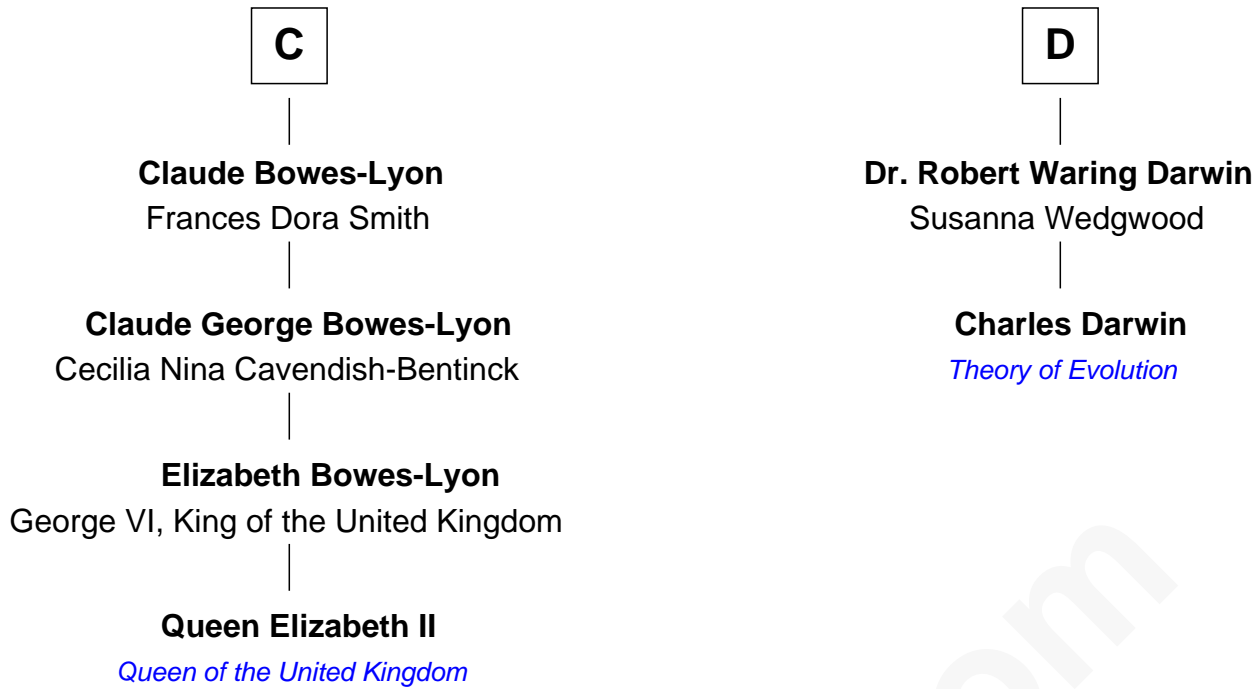 C
Claude Bowes-Lyon
Frances Dora Smith
Claude George Bowes-Lyon
Cecilia Nina Cavendish-Bentinck
Elizabeth Bowes-Lyon
George VI, King of the United Kingdom
Queen Elizabeth II
Queen of the United Kingdom
D
Dr. Robert Waring Darwin
Susanna Wedgwood
Charles Darwin
Theory of Evolution
om